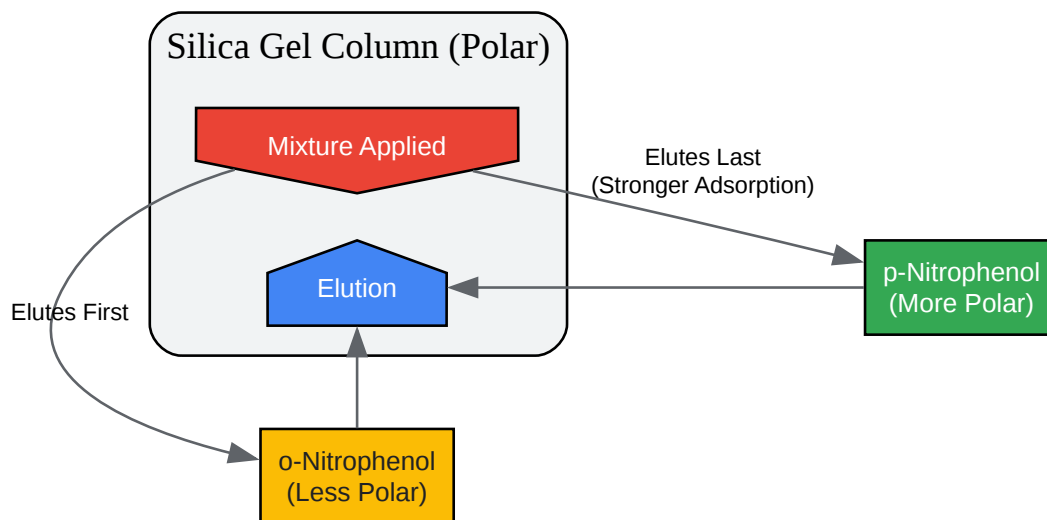 Silica Gel Column (Polar)
Mixture Applied
Elutes Last
(Stronger Adsorption)
p-Nitrophenol
(More Polar)
Elution
Elutes First
o-Nitrophenol
(Less Polar)